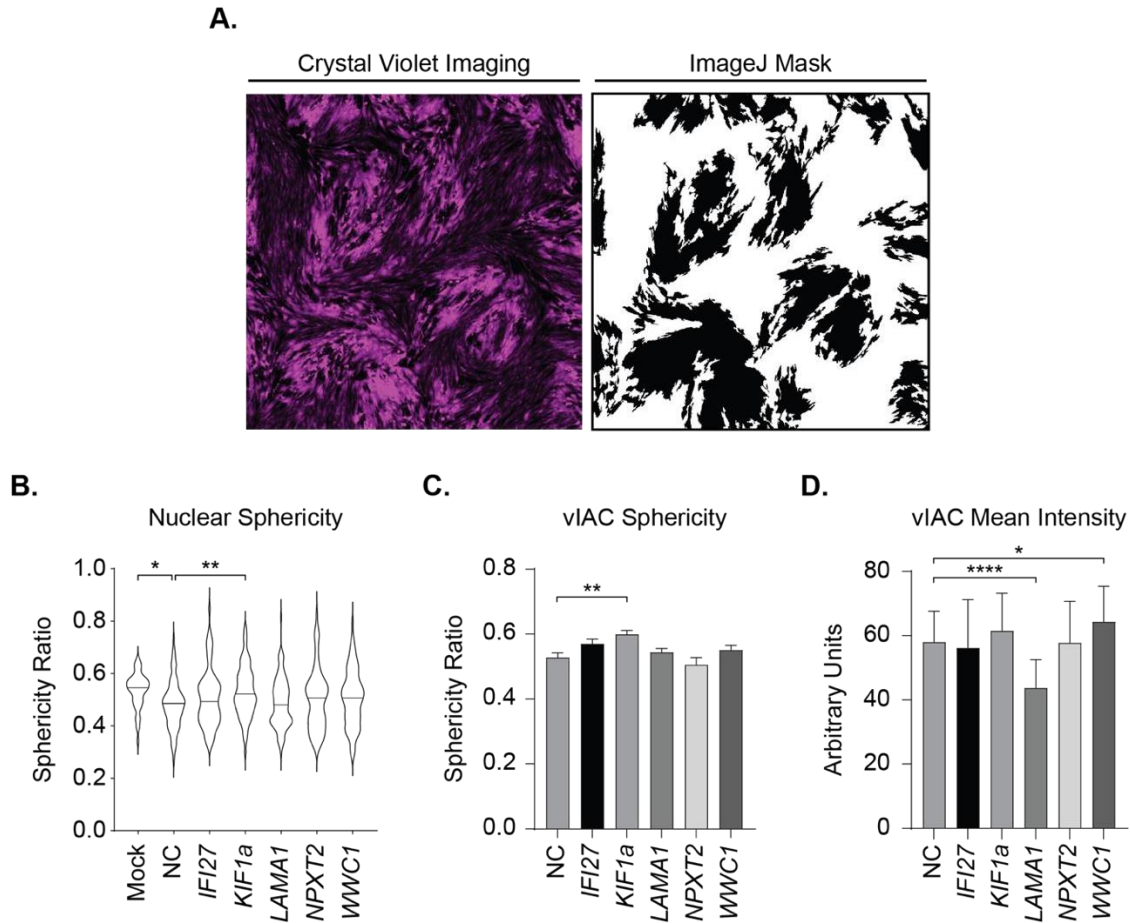 A.
Crystal Violet Imaging
ImageJ Mask
B.
Nuclear Sphericity
Sphericity Ratio
1.0
0.8
0.6
0.4
0.2
0.0
*
**
Mock
NC
IFI27
KIF1a
LAMA1
NPXT2
WWC1
C.
vIAC Sphericity
Sphericity Ratio
0.8
0.6
0.4
0.2
0.0
**
NC
IFI27
KIF1a
LAMA1
NPXT2
WWC1
D.
vIAC Mean Intensity
Arbitrary Units
80
60
40
20
0
*
****
NC
IFI27
KIF1a
LAMA1
NPXT2
WWC1